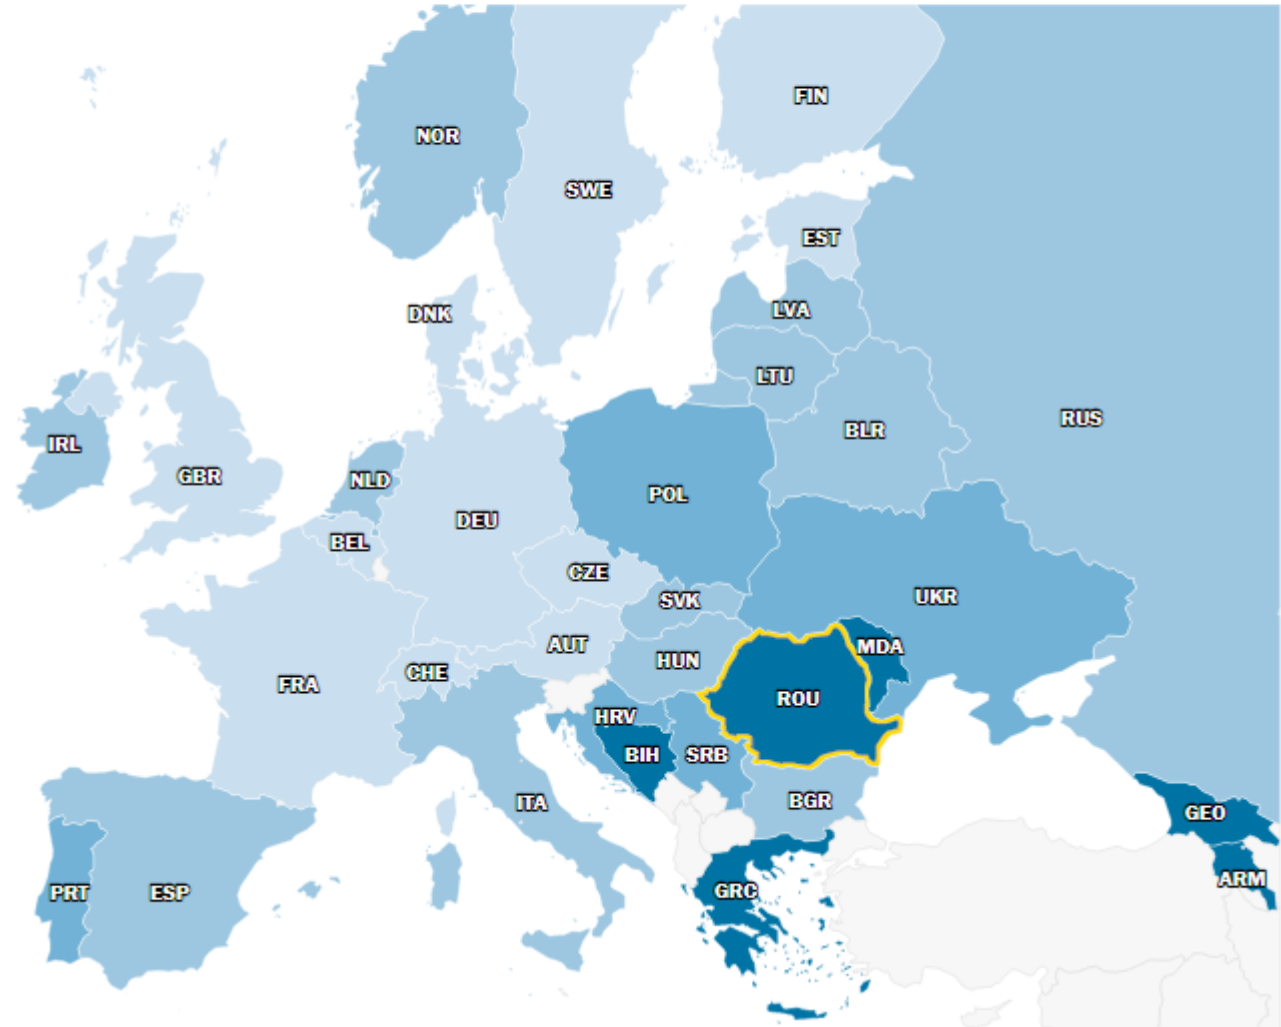 FIN
NOR
SWE
EST
DNK
LVA
LTU
RUS
BLR
IRL
GBR
NLD
POL
DEU
BEL
CZE
UKR
SVK
AUT
MDA
HUN
CHE
FRA
ROU
HRV
BIH
SRB
ITA
BGR
GEO
ARM
GRC
PRT
ESP